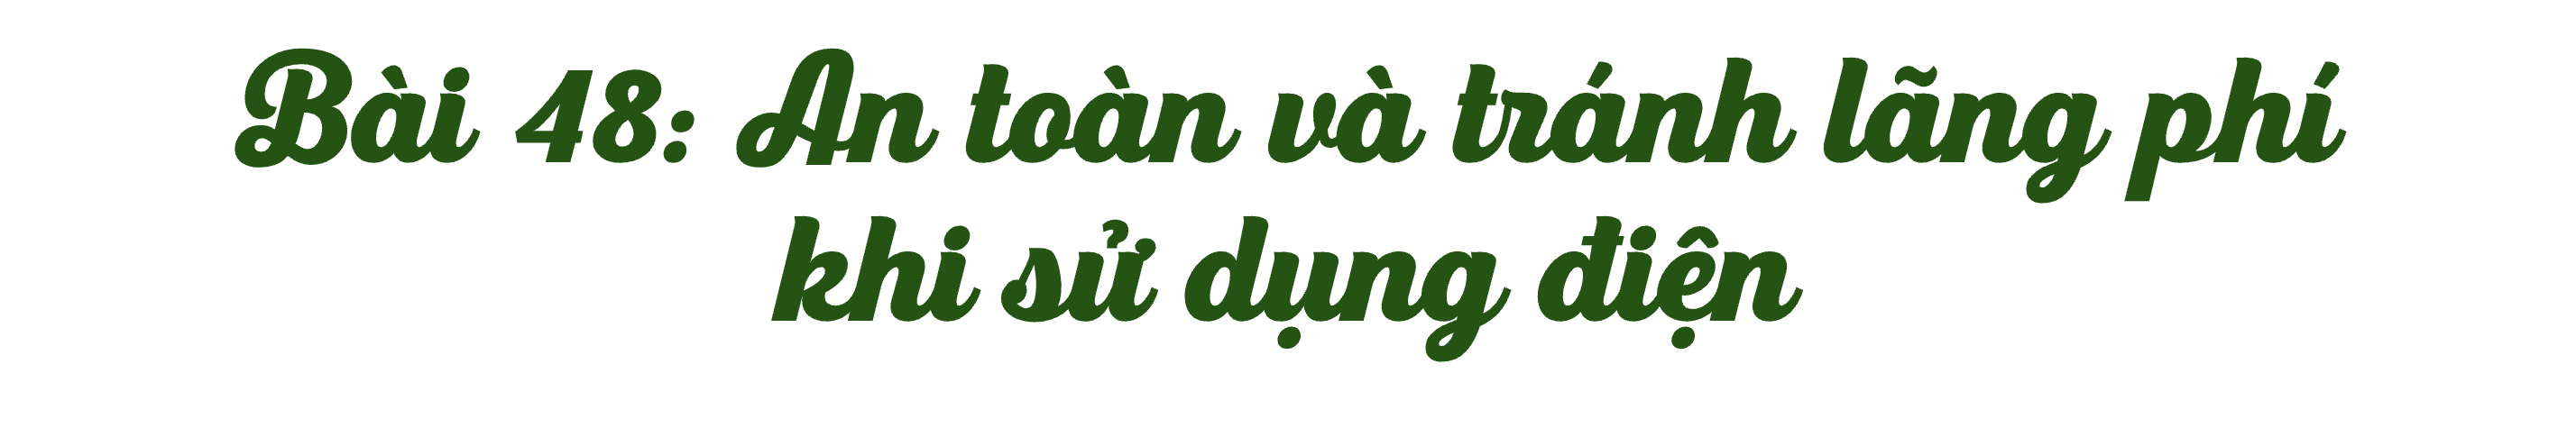 Bài 48: An toàn và tránh lãng phí
khi sử dụng điện